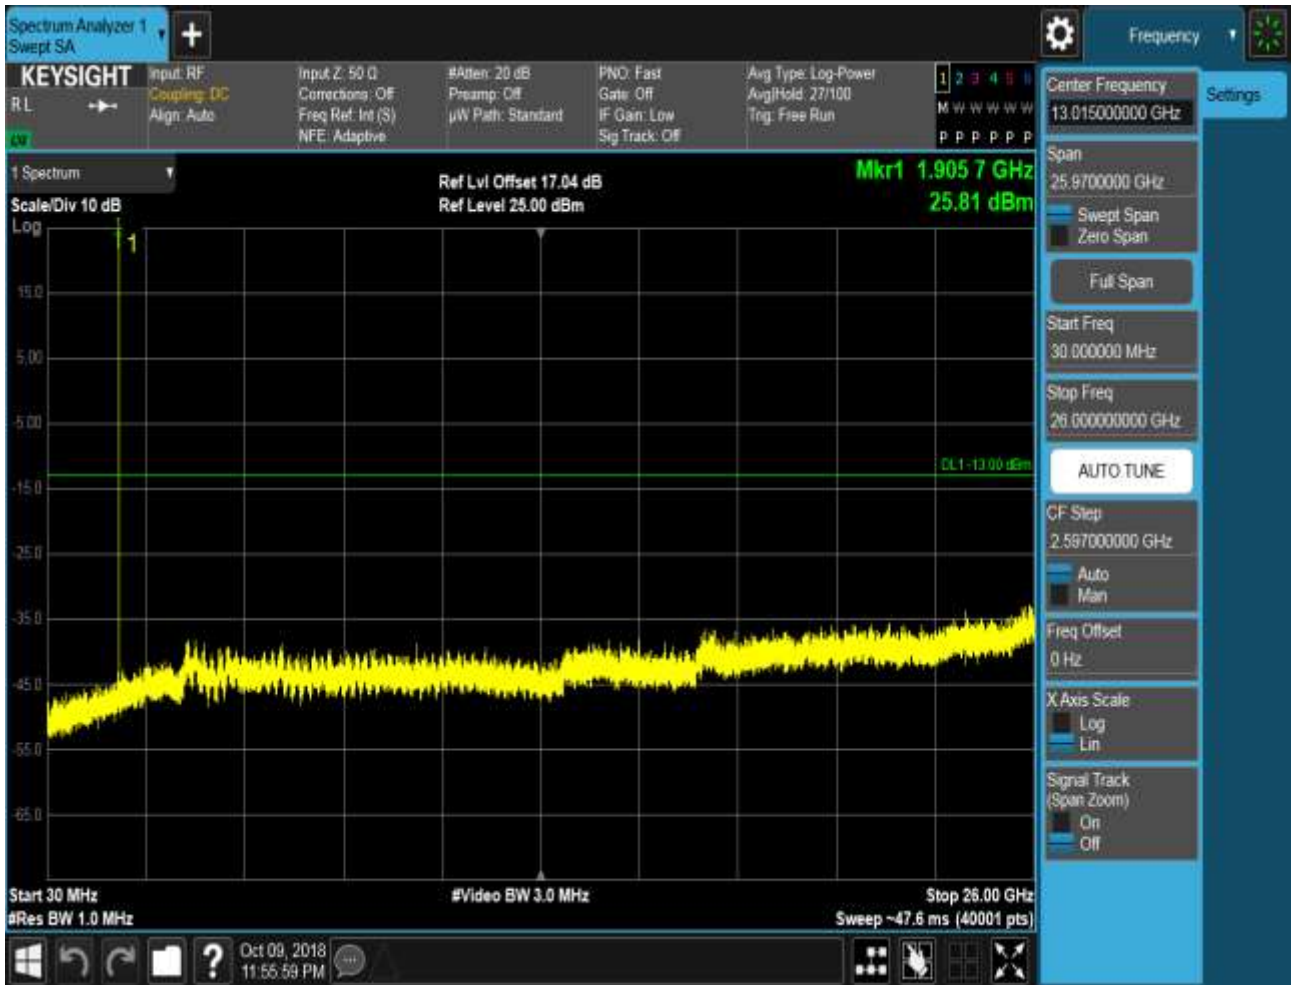 Spectrum Analyzer 1
Swept SA
+
Frequency
KEYSIGHT
RL
Input: RF
Coupling: DC
Align: Auto
Input Z: 50 Ω
Corrections: Off
Freq Ref: Int (S)
NFE: Adaptive
#Atten: 20 dB
Preamp: Off
µW Path: Standard
PNO: Fast
Gate: Off
IF Gain: Low
Sig Track: Off
Avg Type: Log-Power
Avg|Hold: 27/100
Trig: Free Run
1 2 3 4 5 6
M W W W W W
P P P P P P
1 Spectrum
Scale/Div 10 dB
Log
Ref Lvl Offset 17.04 dB
Ref Level 25.00 dBm
Mkr1 1.905 7 GHz
25.81 dBm
1
15.0
5.00
-5.00
DL1 -13.00 dBm
-15.0
-25.0
-35.0
-45.0
-55.0
-65.0
Start 30 MHz
#Video BW 3.0 MHz
Stop 26.00 GHz
#Res BW 1.0 MHz
Sweep ~47.6 ms (40001 pts)
?
Oct 09, 2018
11:55:59 PM
Center Frequency
13.015000000 GHz
Settings
Span
25.9700000 GHz
Swept Span
Zero Span
Full Span
Start Freq
30.000000 MHz
Stop Freq
26.000000000 GHz
AUTO TUNE
CF Step
2.597000000 GHz
Auto
Man
Freq Offset
0 Hz
X Axis Scale
Log
Lin
Signal Track
(Span Zoom)
On
Off